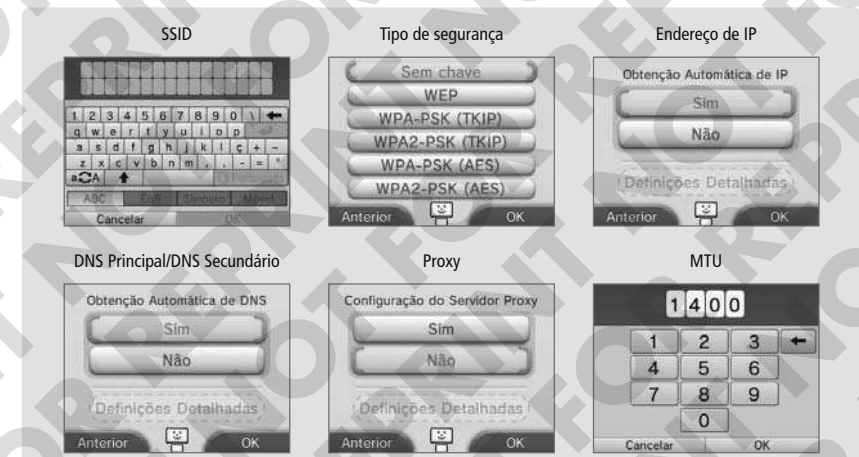 SSID
Tipo de segurança
Endereço de IP
1 2 3 4 5 6 7 8 9 0 \ ←
q w e r t y u i o p
a s d f g h j k l ç + -
z x c v b n m , . - =
a A
ABC Símbolo Móvel
Cancelar OK
Sem chave
WEP
WPA-PSK (TKIP)
WPA2-PSK (TKIP)
WPA-PSK (AES)
WPA2-PSK (AES)
Anterior OK
Obtenção Automática de IP
Sim
Não
Definições Detalhadas
Anterior OK
DNS Principal/DNS Secundário
Proxy
MTU
Obtenção Automática de DNS
Sim
Não
Definições Detalhadas
Anterior OK
Configuração do Servidor Proxy
Sim
Não
Definições Detalhadas
Anterior OK
1400
1 2 3 ←
4 5 6
7 8 9
0
Cancelar OK
NOT FOR REPRINT